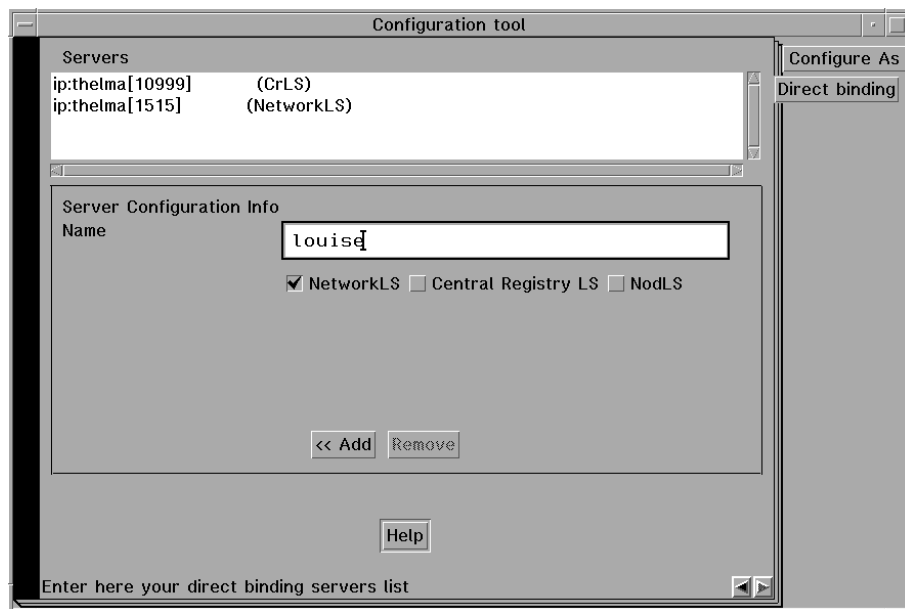 Configuration tool
Servers
ip:thelma[10999] (CrLS)
ip:thelma[1515] (NetworkLS)
Configure As
Direct binding
Server Configuration Info
Name
louise
NetworkLS Central Registry LS NodLS
<< Add Remove
Help
Enter here your direct binding servers list